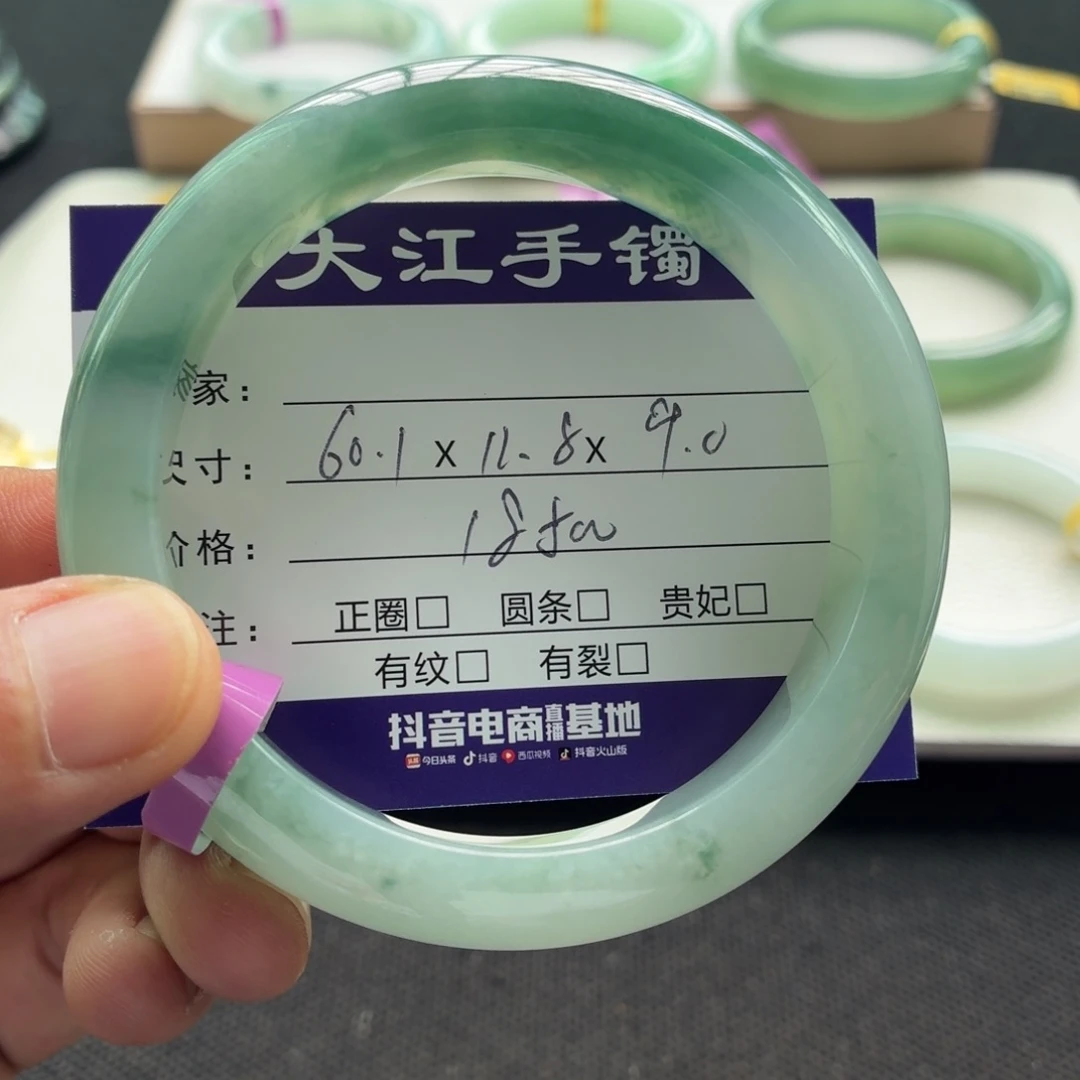 大江手镯
家：
尺寸：60.1 x 11.8 x 9.0
价格：18500
注：正圈□ 圆条□ 贵妃□
有纹□ 有裂□
抖音电商直播基地
今日头条 抖音 西瓜视频 抖音火山版